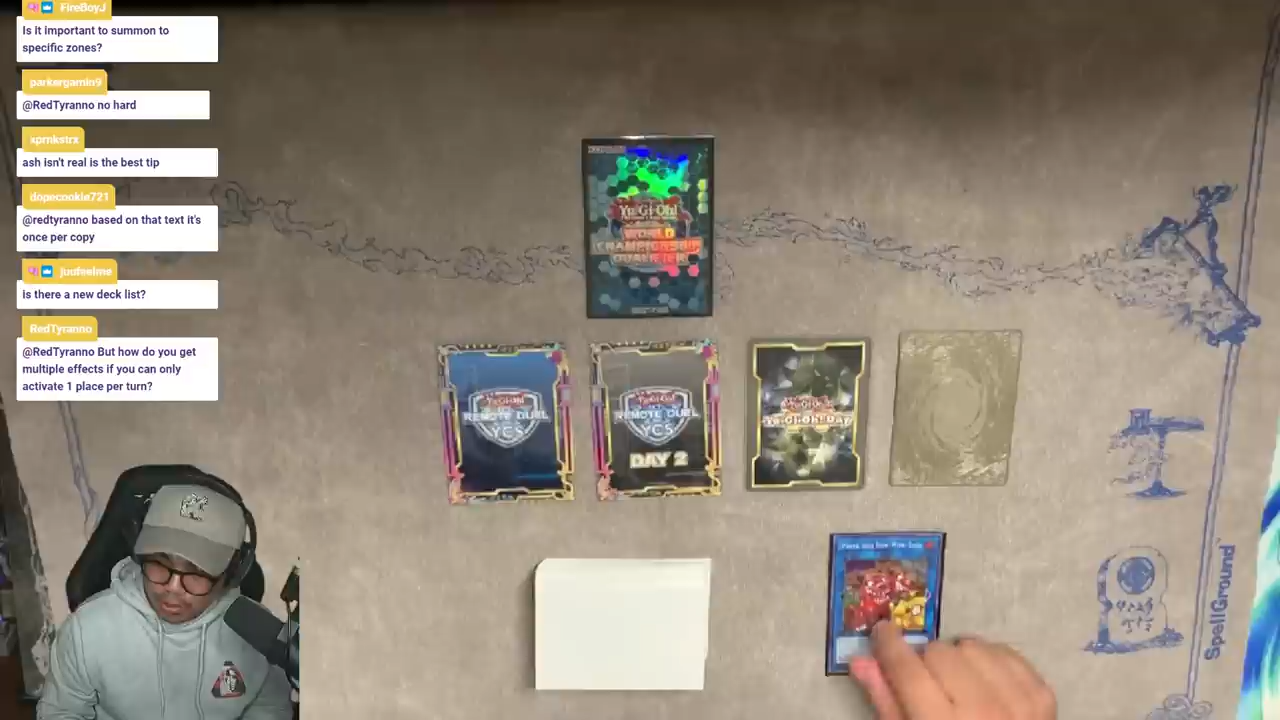 FireBoyJ
Is it important to summon to
specific zones?
parkergamio9
@RedTyranno no hard
xprnkstrx
ash isn't real is the best tip
dopecookie721
@redtyranno based on that text it's
once per copy
juufeelme
is there a new deck list?
RedTyranno
@RedTyranno But how do you get
multiple effects if you can only
activate 1 place per turn?
Yu-Gi-Oh!
WORLD
CHAMPIONSHIP
QUALIFIER
Yu-Gi-Oh!
REMOTE DUEL
YCS
Yu-Gi-Oh!
REMOTE DUEL
YCS
DAY 2
Yu-Gi-Oh! Day
SpellGround